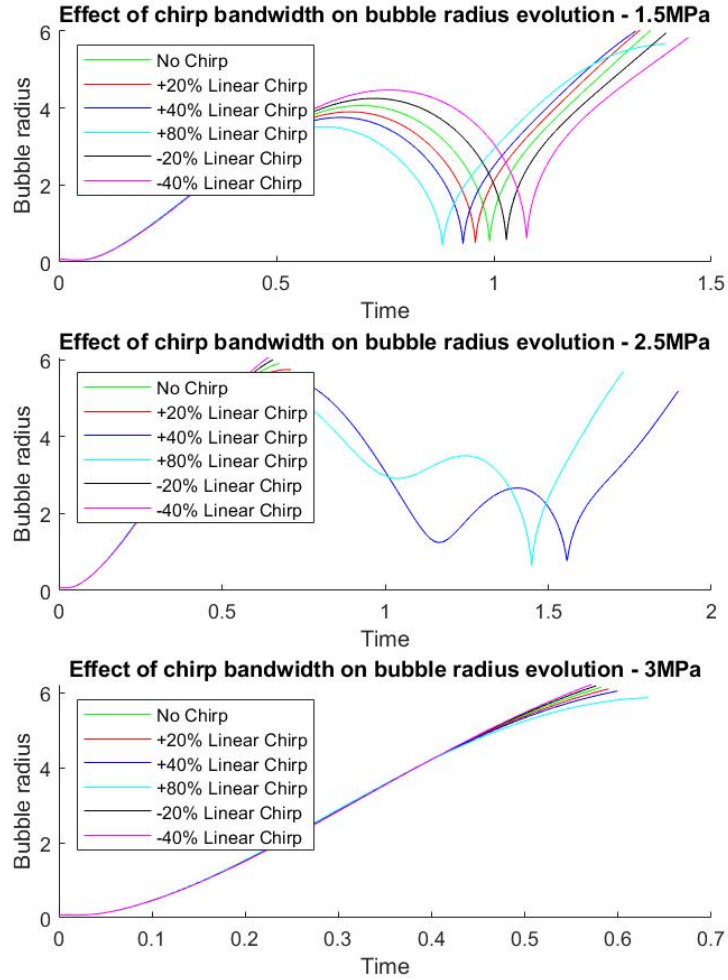 Effect of chirp bandwidth on bubble radius evolution - 1.5MPa
6
4
2
0
Bubble radius
No Chirp
+20% Linear Chirp
+40% Linear Chirp
+80% Linear Chirp
-20% Linear Chirp
-40% Linear Chirp
0
0.5
1
1.5
Time
Effect of chirp bandwidth on bubble radius evolution - 2.5MPa
6
4
2
0
Bubble radius
No Chirp
+20% Linear Chirp
+40% Linear Chirp
+80% Linear Chirp
-20% Linear Chirp
-40% Linear Chirp
0
0.5
1
1.5
2
Time
Effect of chirp bandwidth on bubble radius evolution - 3MPa
6
4
2
0
Bubble radius
No Chirp
+20% Linear Chirp
+40% Linear Chirp
+80% Linear Chirp
-20% Linear Chirp
-40% Linear Chirp
0
0.1
0.2
0.3
0.4
0.5
0.6
0.7
Time